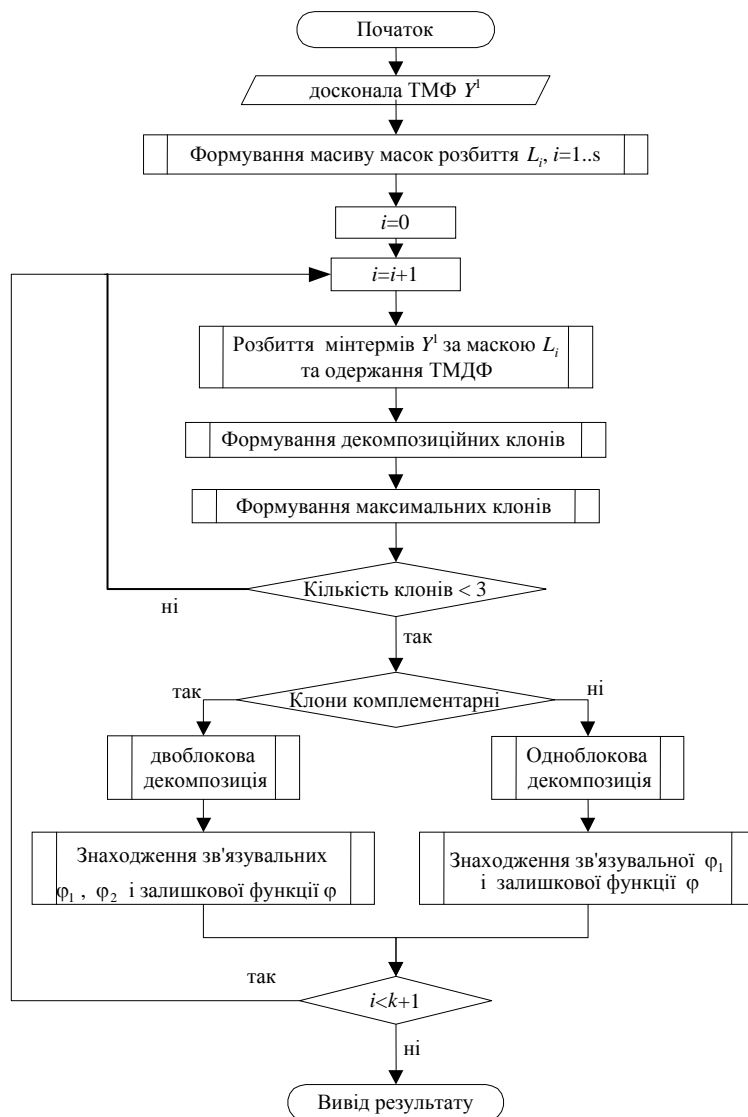 Початок
досконала ТМФ Y¹
Формування масиву масок розбиття Lᵢ, i=1..s
i=0
i=i+1
Розбиття мінтермів Y¹ за маскою Lᵢ
та одержання ТМДФ
Формування декомпозиційних клонів
Формування максимальних клонів
Кількість клонів < 3
ні
так
Клони комплементарні
так
ні
двоблокова
декомпозиція
Одноблокова
декомпозиція
Знаходження зв'язувальних
φ₁ , φ₂ і залишкової функції φ
Знаходження зв'язувальної φ₁
і залишкової функції φ
так
i<k+1
ні
Вивід результату